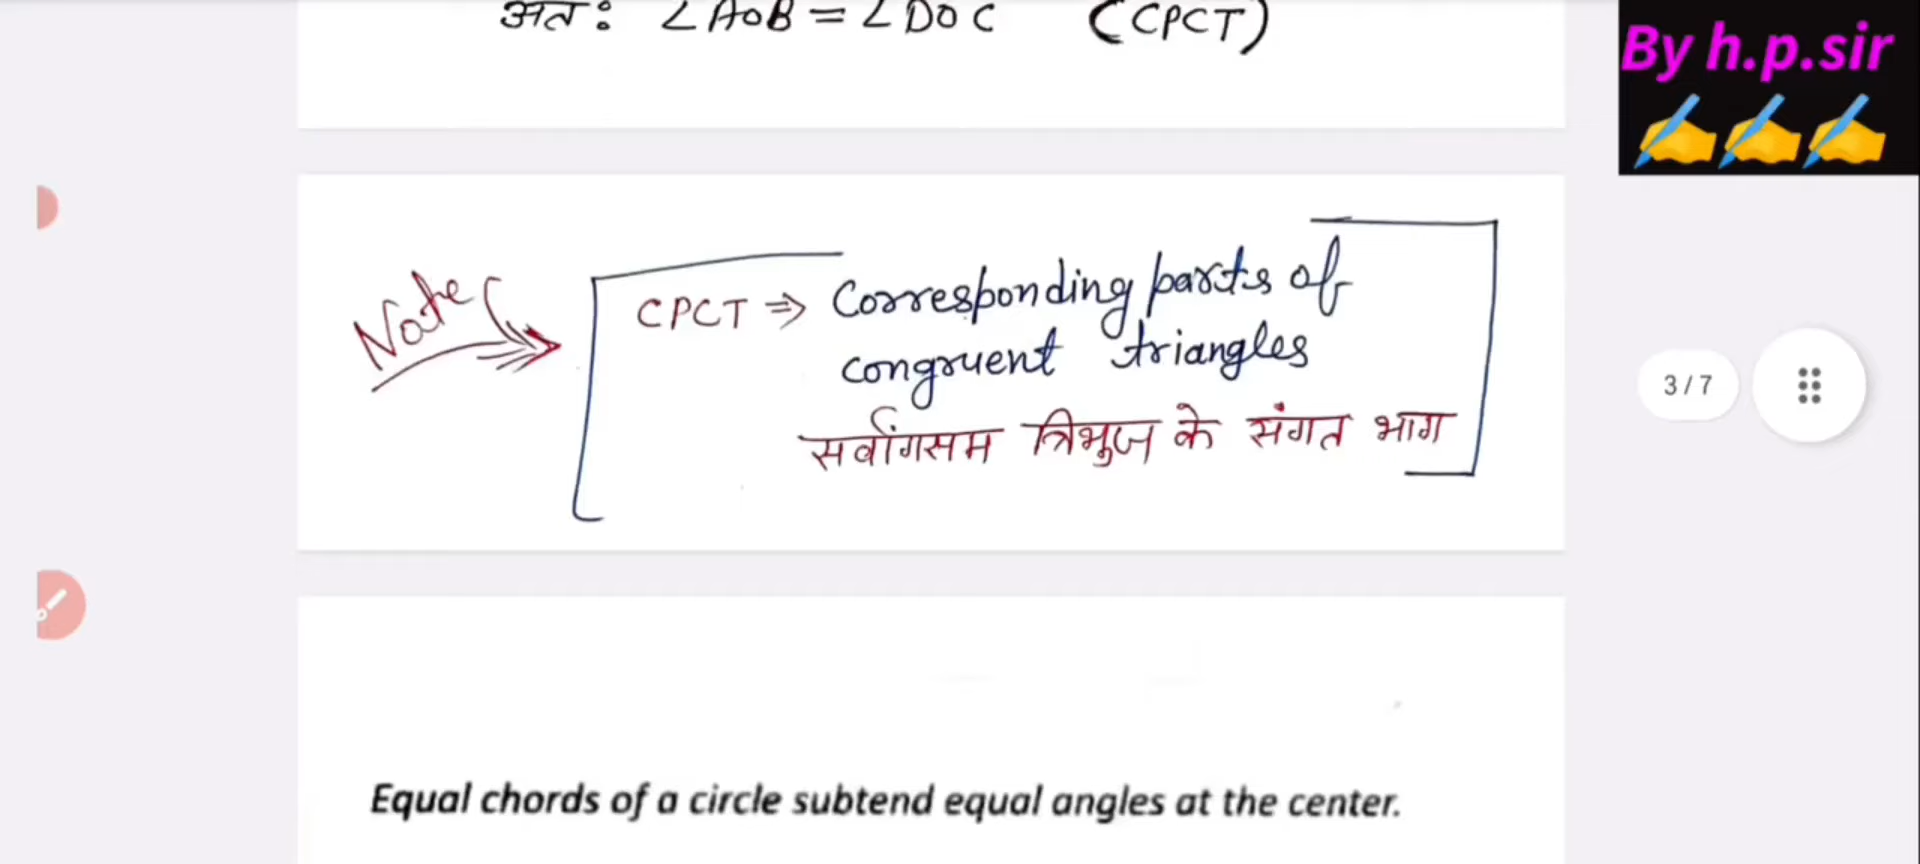 अतः ∠AOB = ∠DOC (CPCT)
By h.p.sir
Note
CPCT ⇒ Corresponding parts of
congruent triangles
सर्वांगसम त्रिभुज के संगत भाग
3 / 7
Equal chords of a circle subtend equal angles at the center.